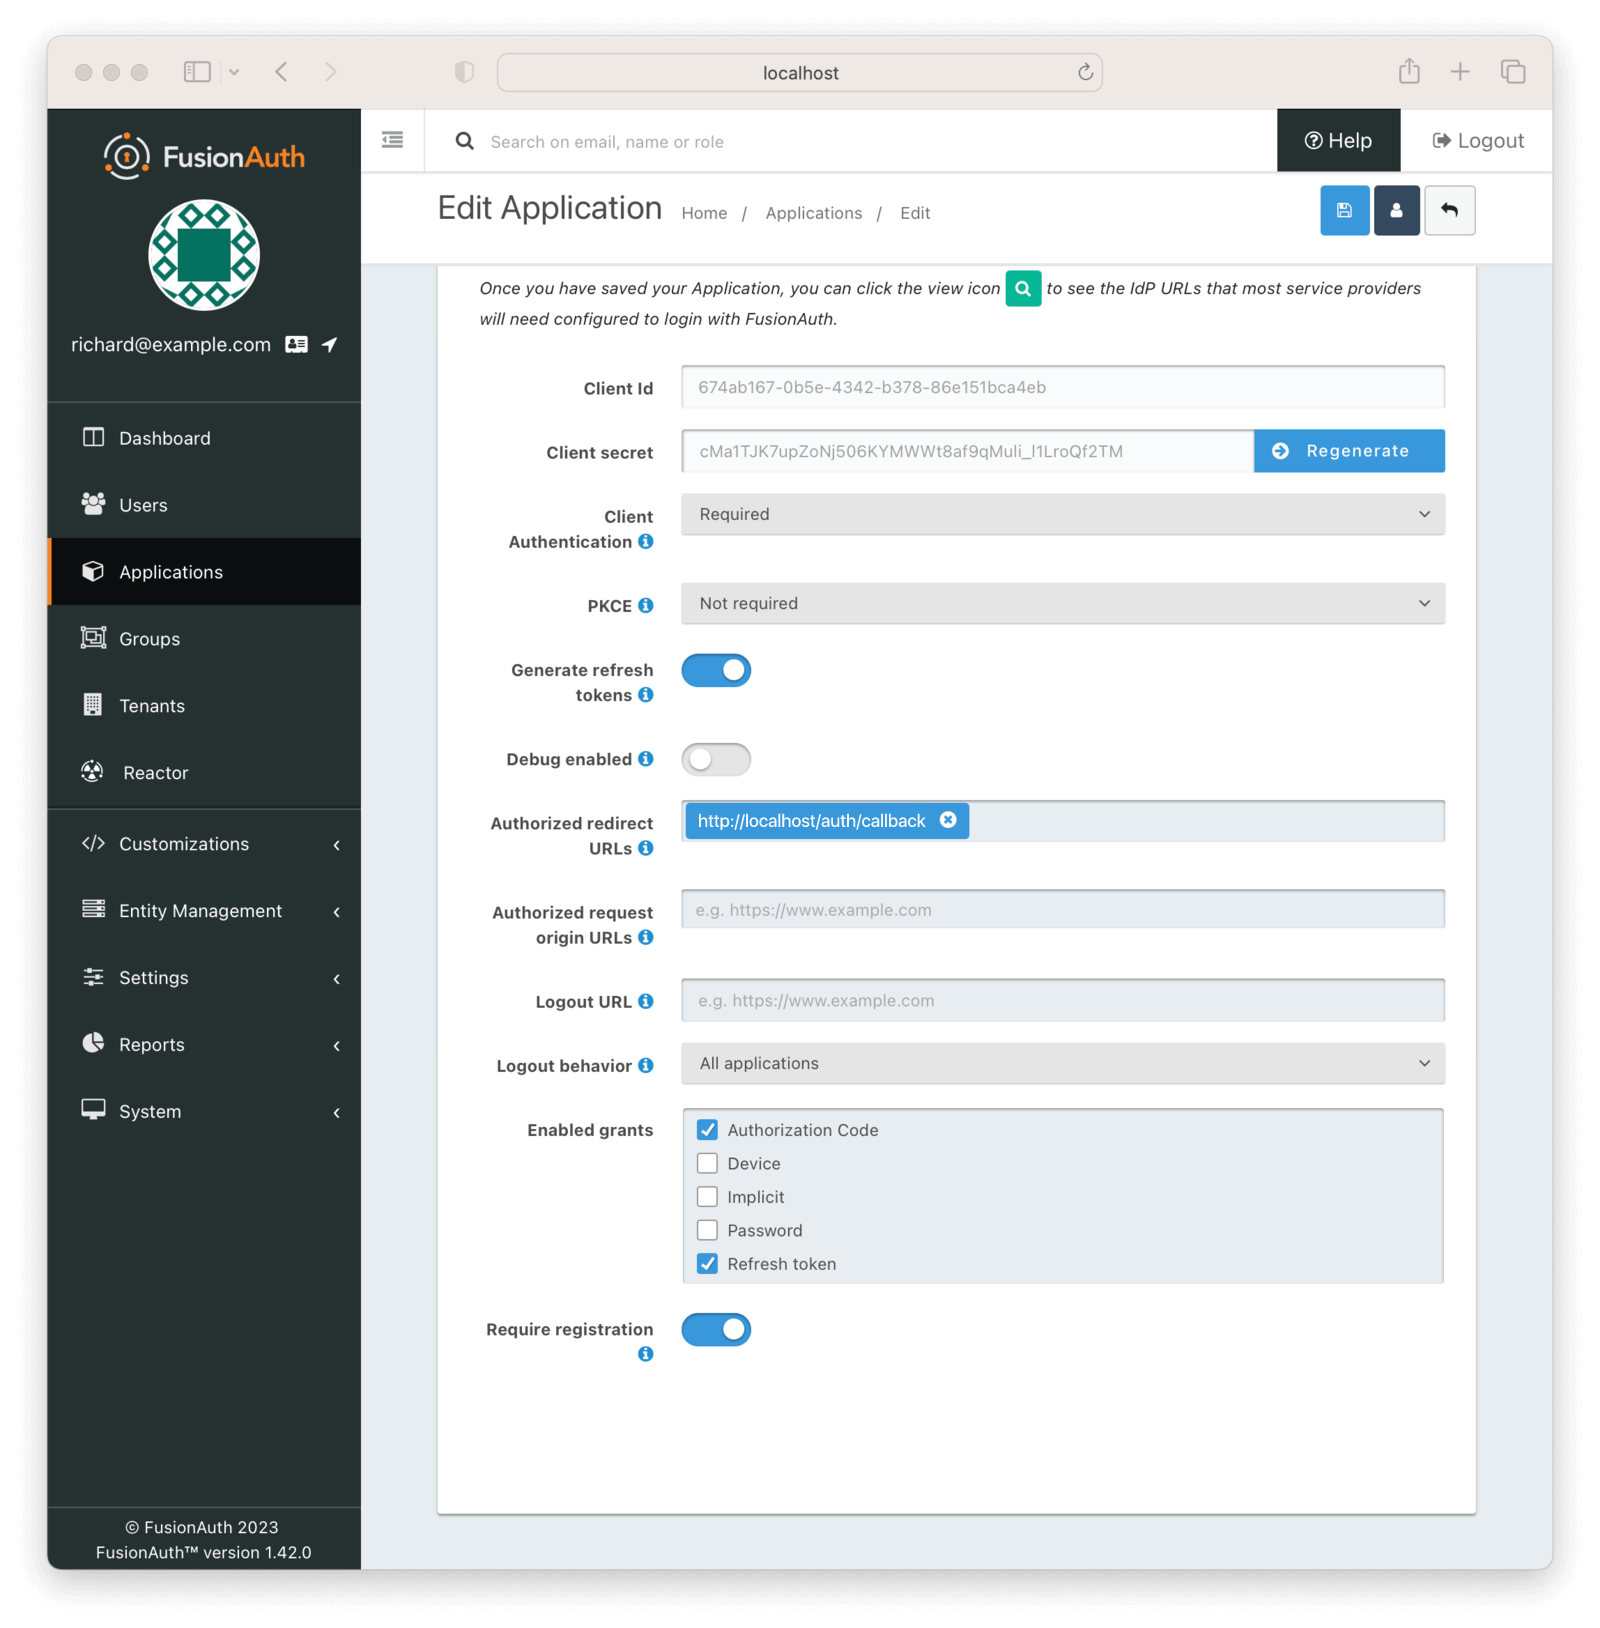 localhost
FusionAuth
Search on email, name or role
Help
Logout
richard@example.com
Edit Application
Home / Applications / Edit
Once you have saved your Application, you can click the view icon to see the IdP URLs that most service providers
will need configured to login with FusionAuth.
Dashboard
Users
Applications
Groups
Tenants
Reactor
Customizations
Entity Management
Settings
Reports
System
Client Id
674ab167-0b5e-4342-b378-86e151bca4eb
Client secret
cMa1TJK7upZoNj506KYMWWt8af9qMuli_l1LroQf2TM
Regenerate
Client
Authentication
Required
PKCE
Not required
Generate refresh
tokens
Debug enabled
Authorized redirect
URLs
http://localhost/auth/callback
Authorized request
origin URLs
e.g. https://www.example.com
Logout URL
e.g. https://www.example.com
Logout behavior
All applications
Enabled grants
Authorization Code
Device
Implicit
Password
Refresh token
Require registration
© FusionAuth 2023
FusionAuth™ version 1.42.0